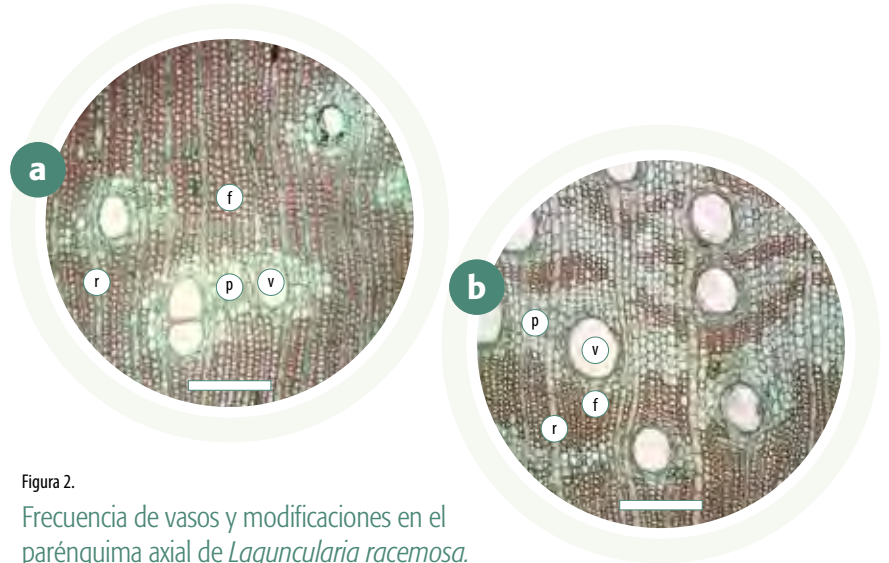 a
f
r
p
v
b
p
v
f
r
Figura 2.
Frecuencia de vasos y modificaciones en el
parénquima axial de Laguncularia racemosa.